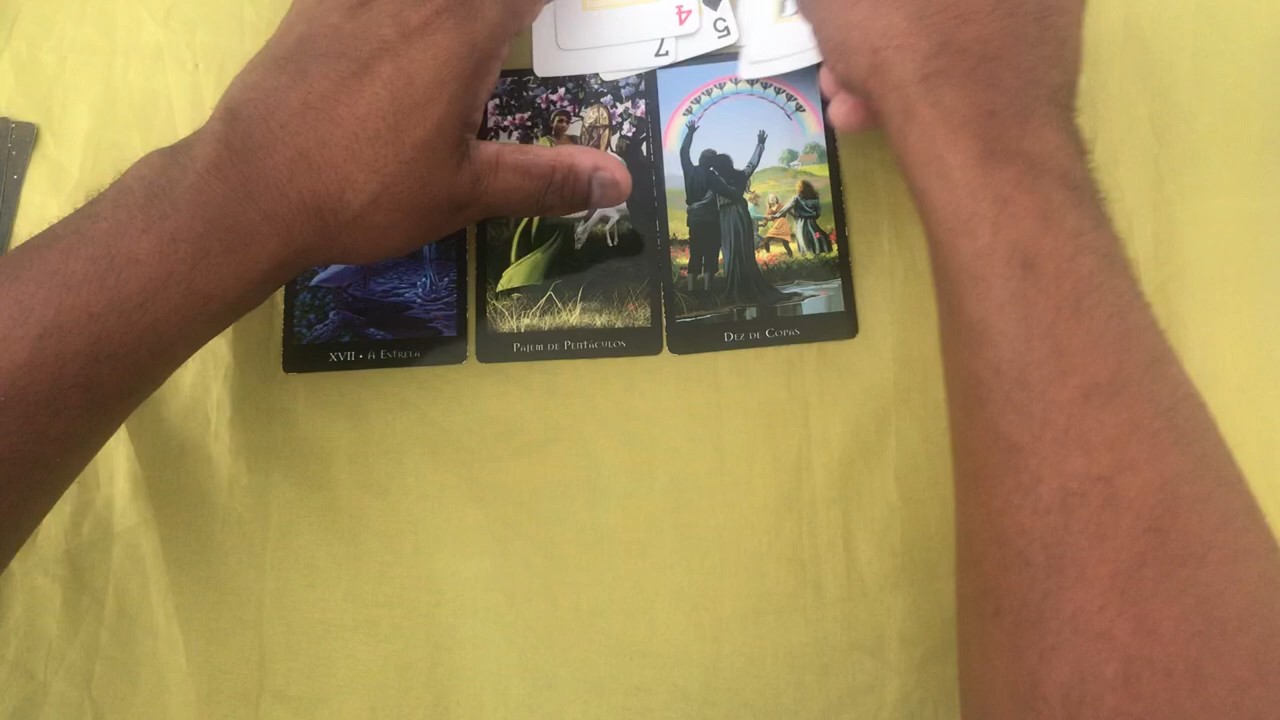 4
7
5
XVII • A Estrela
Pajem de Pentáculos
Dez de Copas